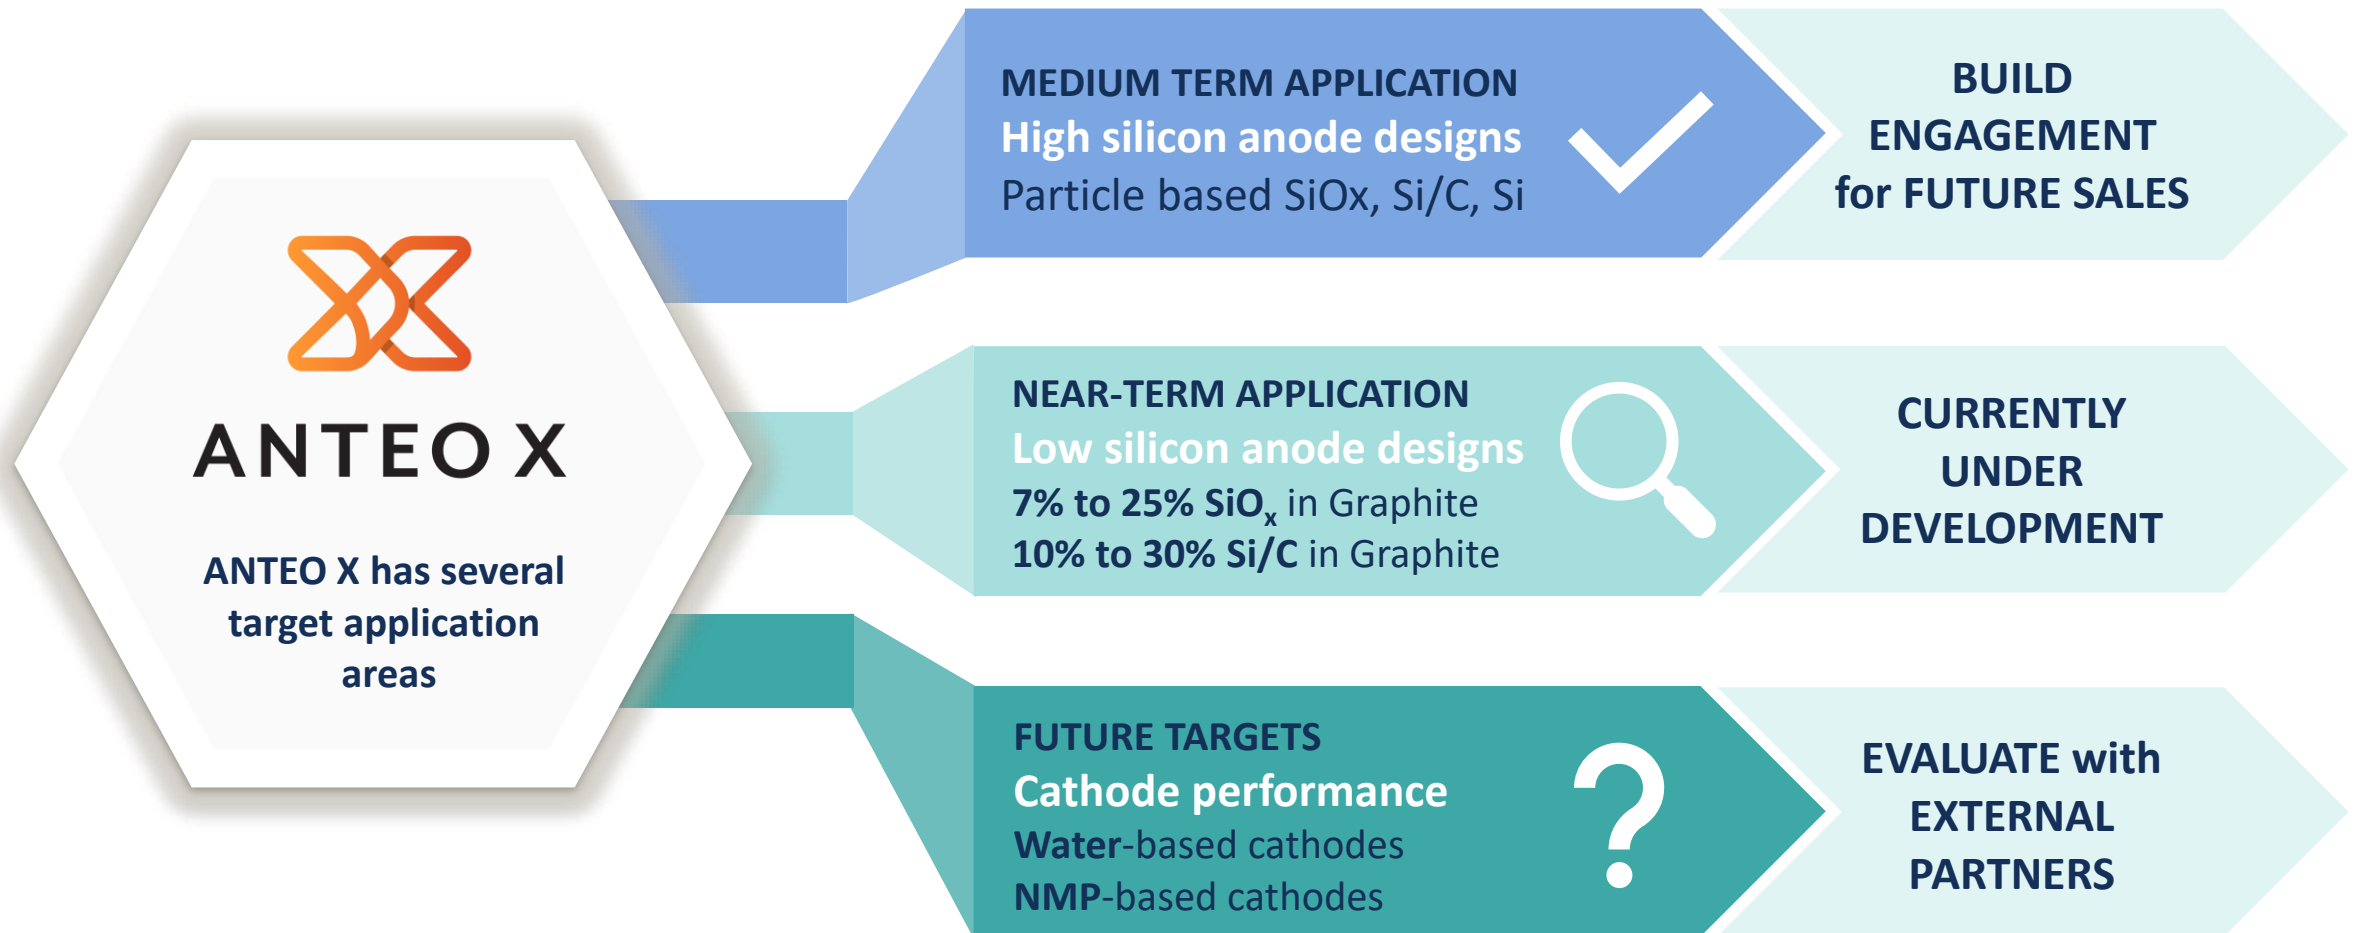 ANTEO X
ANTEO X has several
target application
areas
MEDIUM TERM APPLICATION
High silicon anode designs
Particle based SiOx, Si/C, Si
BUILD
ENGAGEMENT
for FUTURE SALES
NEAR-TERM APPLICATION
Low silicon anode designs
7% to 25% SiOₓ in Graphite
10% to 30% Si/C in Graphite
CURRENTLY
UNDER
DEVELOPMENT
FUTURE TARGETS
Cathode performance
Water-based cathodes
NMP-based cathodes
EVALUATE with
EXTERNAL
PARTNERS